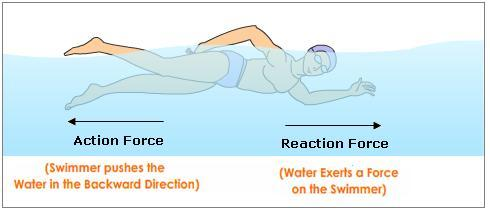 Action Force
Reaction Force
(Swimmer pushes the
Water in the Backward Direction)
(Water Exerts a Force
on the Swimmer)